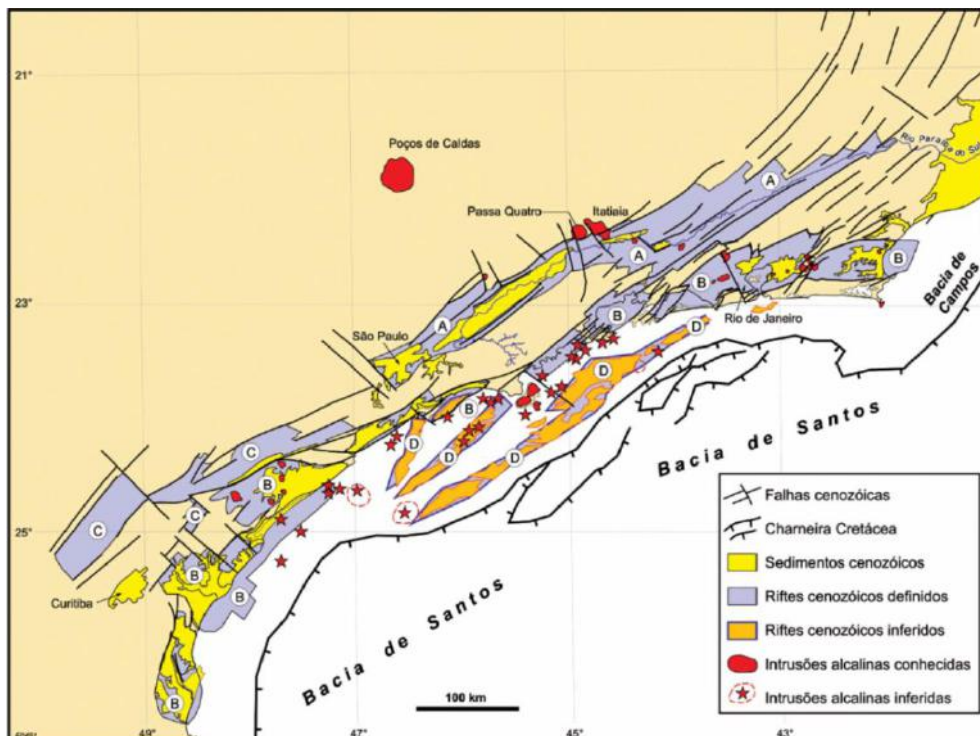 21°
Poços de Caldas
Rio Paraíba do Sul
A
Passa Quatro
Itatiaia
A
B
23°
B
Bacia de
Campos
A
B
Rio de Janeiro
São Paulo
D
D
B
C
D
D
D
Bacia de Santos
B
C
C
25°
B
Curitiba
B
Bacia de Santos
B
100 km
47°
45°
43°
Falhas cenozóicas
Charneira Cretácea
Sedimentos cenozóicos
Riftes cenozóicos definidos
Riftes cenozóicos inferidos
Intrusões alcalinas conhecidas
Intrusões alcalinas inferidas